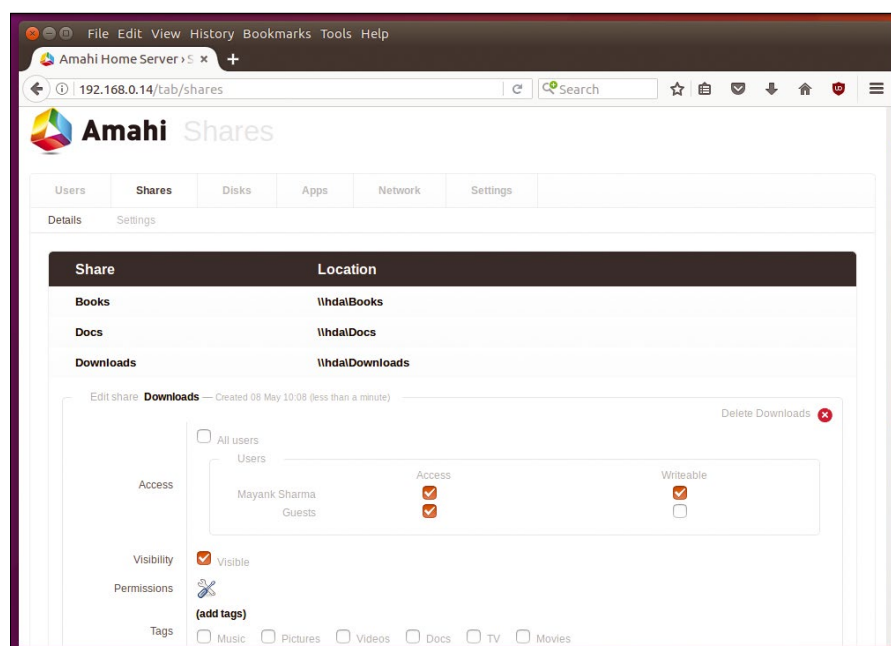 File Edit View History Bookmarks Tools Help
Amahi Home Server › S
192.168.0.14/tab/shares
Search
Amahi Shares
Users Shares Disks Apps Network Settings
Details Settings
Share Location
Books \\hda\Books
Docs \\hda\Docs
Downloads \\hda\Downloads
Edit share Downloads — Created 08 May 10:08 (less than a minute)
Delete Downloads
All users
Users
Access Writeable
Access
Mayank Sharma
Guests
Visibility Visible
Permissions
(add tags)
Tags Music Pictures Videos Docs TV Movies